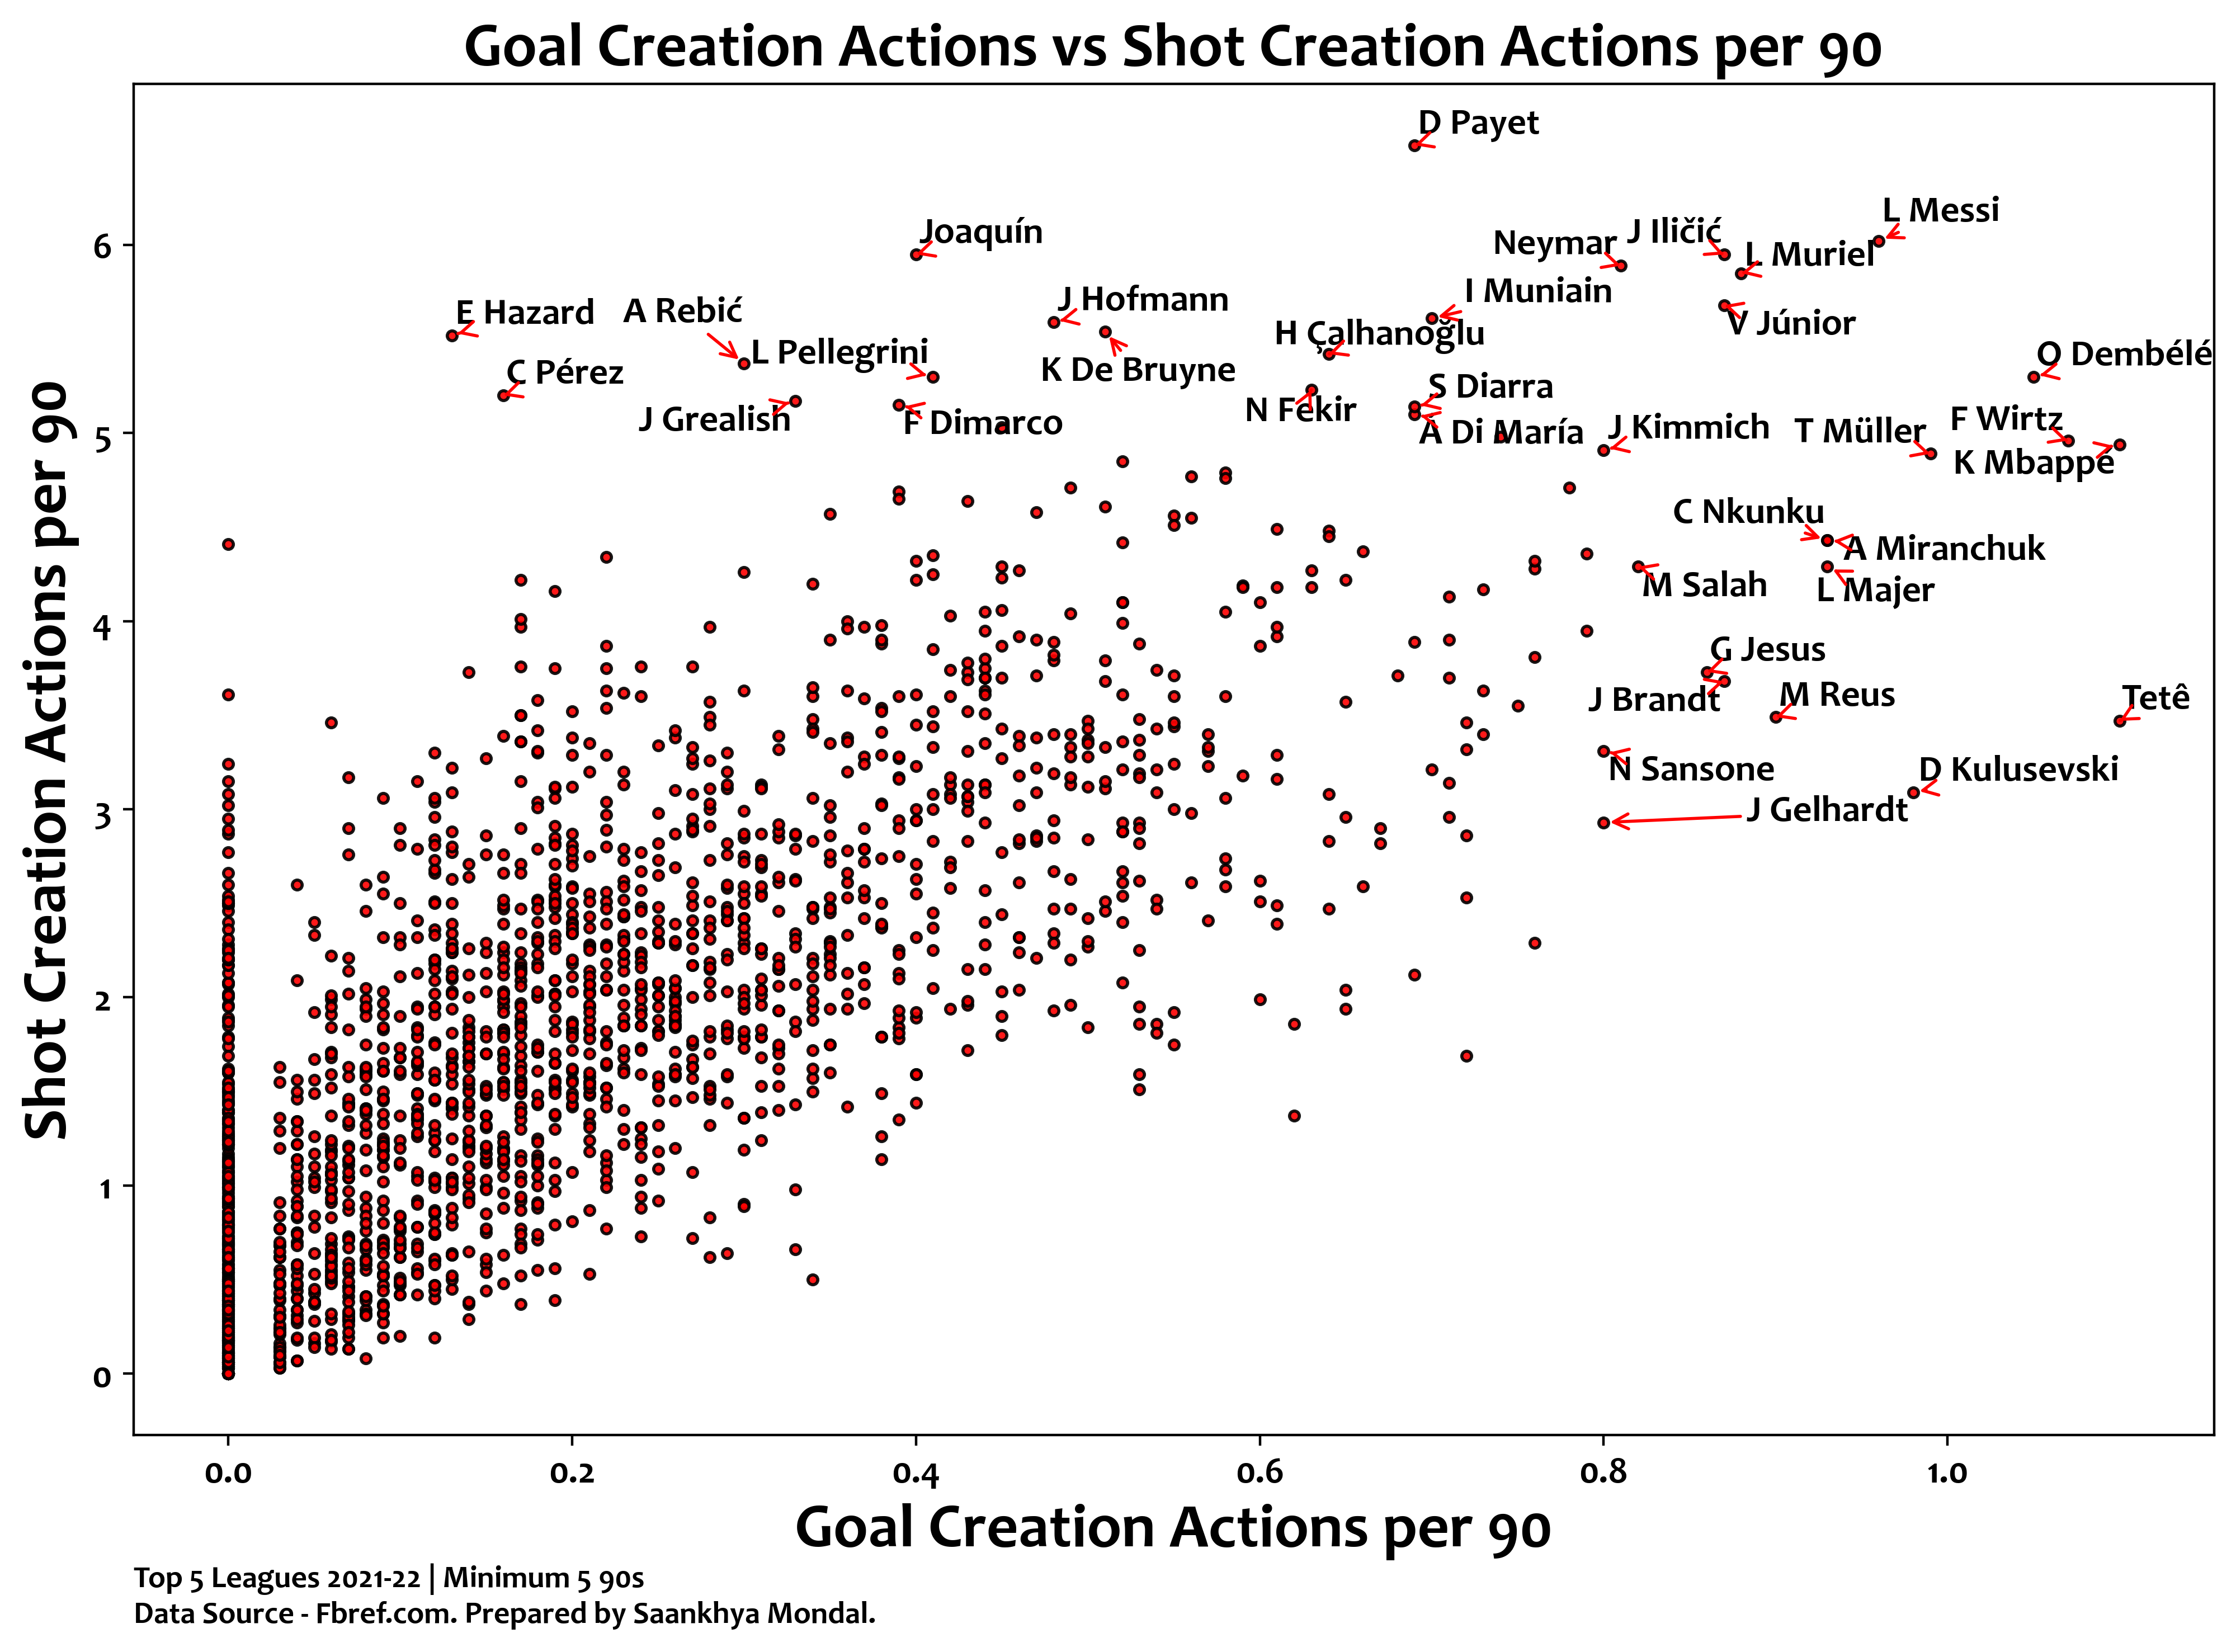 Goal Creation Actions vs Shot Creation Actions per 90
D Payet
L Messi
Joaquín
J Iličić
Neymar
L Muriel
I Muniain
J Hofmann
E Hazard
A Rebić
V Júnior
H Çalhanoğlu
L Pellegrini
O Dembélé
C Pérez
K De Bruyne
S Diarra
N Fekir
J Grealish
F Dimarco
A Di María
J Kimmich
T Müller
F Wirtz
K Mbappé
C Nkunku
A Miranchuk
M Salah
L Majer
G Jesus
J Brandt
M Reus
Tetê
N Sansone
D Kulusevski
J Gelhardt
Shot Creation Actions per 90
6
5
4
3
2
1
0
0.0 0.2 0.4 0.6 0.8 1.0
Goal Creation Actions per 90
Top 5 Leagues 2021-22 | Minimum 5 90s
Data Source - Fbref.com. Prepared by Saankhya Mondal.